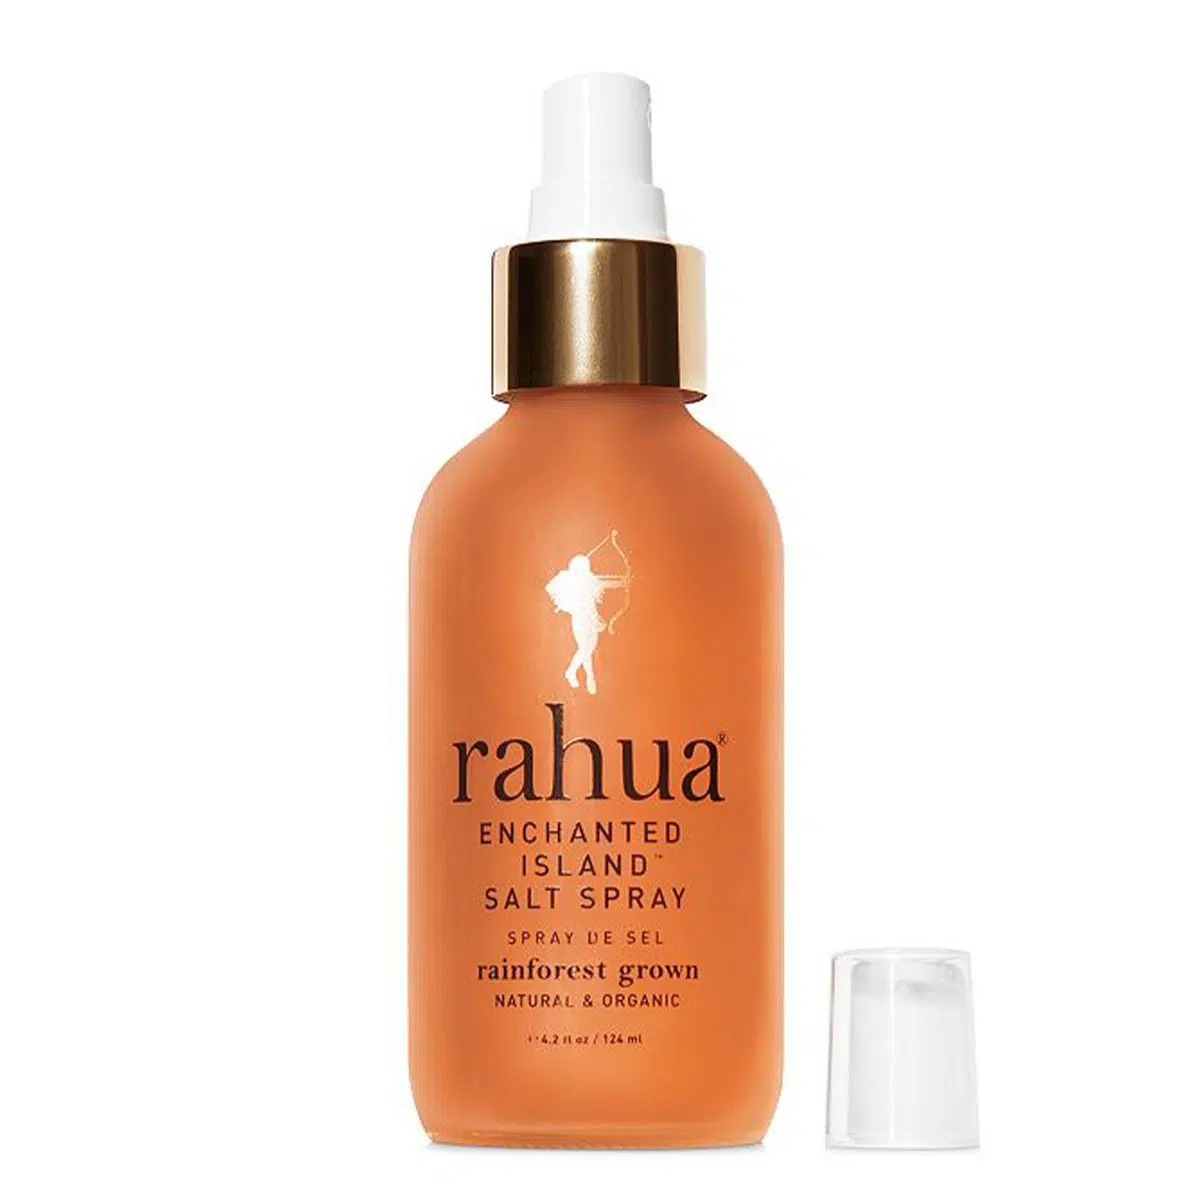 rahua®
ENCHANTED
ISLAND™
SALT SPRAY
SPRAY DE SEL
rainforest grown
NATURAL & ORGANIC
4.2 fl oz / 124 ml